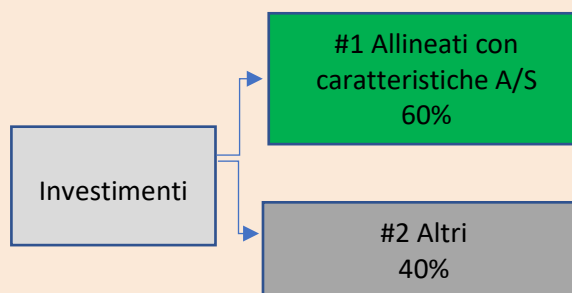 #1 Allineati con
caratteristiche A/S
60%
Investimenti
#2 Altri
40%